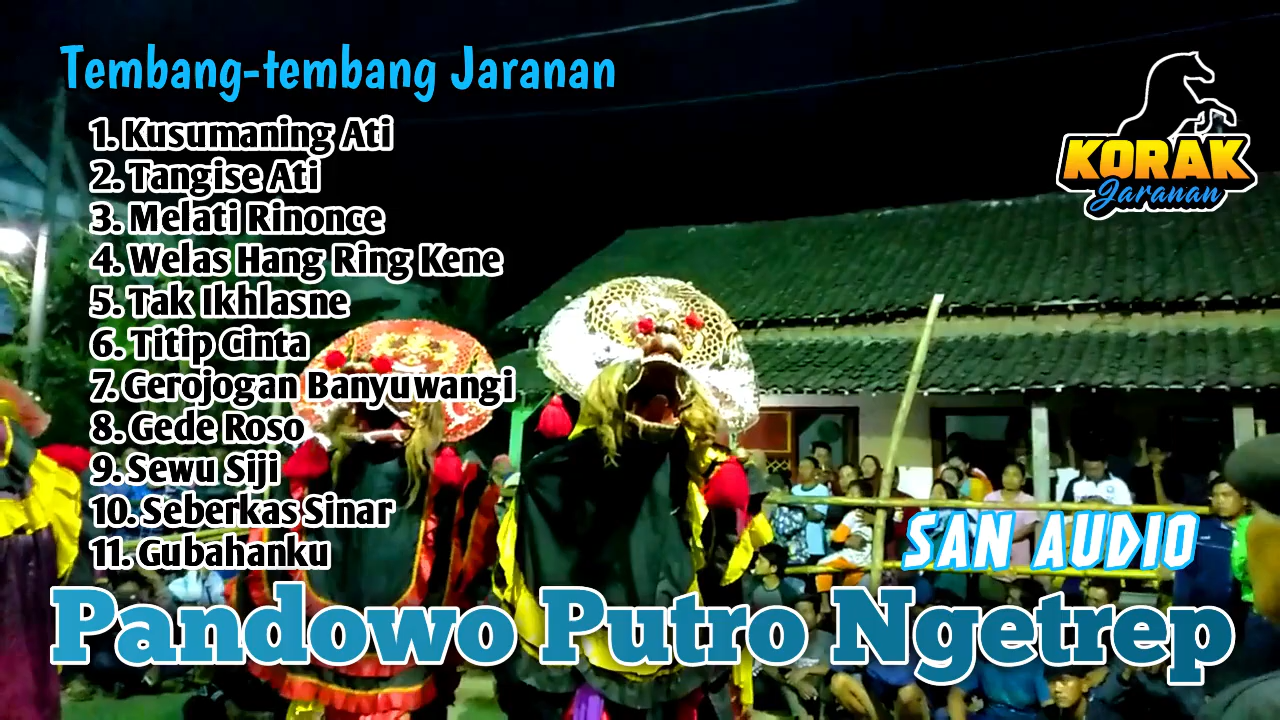 Tembang-tembang Jaranan
1. Kusumaning Ati
2. Tangise Ati
3. Melati Rinonce
4. Welas Hang Ring Kene
5. Tak Ikhlasne
6. Titip Cinta
7. Gerojogan Banyuwangi
8. Gede Roso
9. Sewu Siji
10. Seberkas Sinar
11. Gubahanku
KORAK
Jaranan
SAN AUDIO
Pandowo Putro Ngetrep